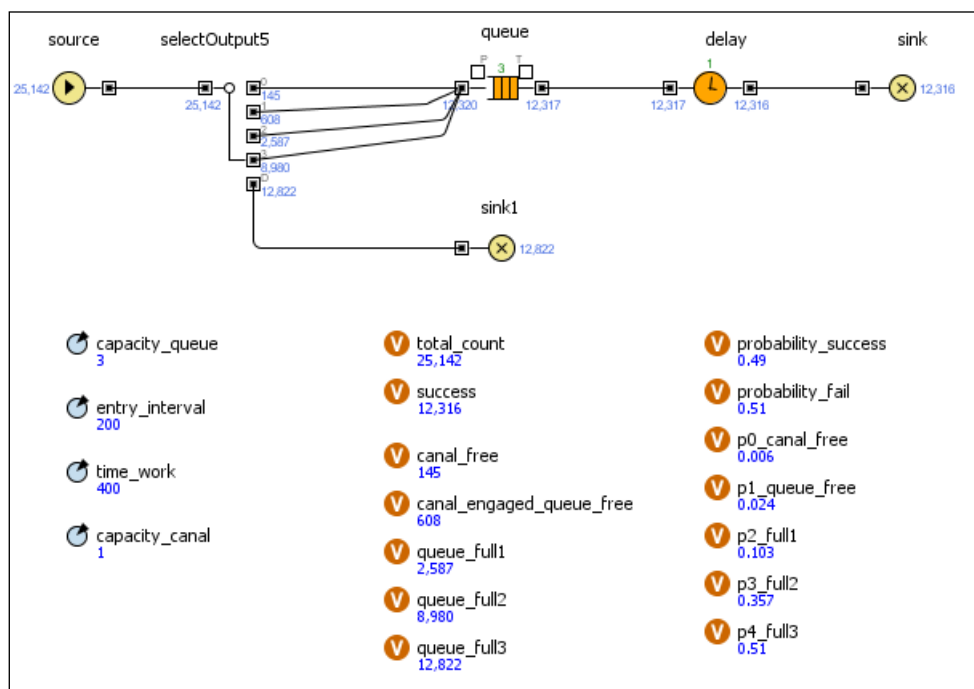 source
selectOutput5
queue
delay
sink
P
T
3
1
25,142
25,142
0
145
1
608
2
2,587
3
8,980
D
12,822
12,320
12,317
12,317
12,316
12,316
sink1
12,822
capacity_queue
3
entry_interval
200
time_work
400
capacity_canal
1
V total_count
25,142
V success
12,316
V canal_free
145
V canal_engaged_queue_free
608
V queue_full1
2,587
V queue_full2
8,980
V queue_full3
12,822
V probability_success
0.49
V probability_fail
0.51
V p0_canal_free
0.006
V p1_queue_free
0.024
V p2_full1
0.103
V p3_full2
0.357
V p4_full3
0.51